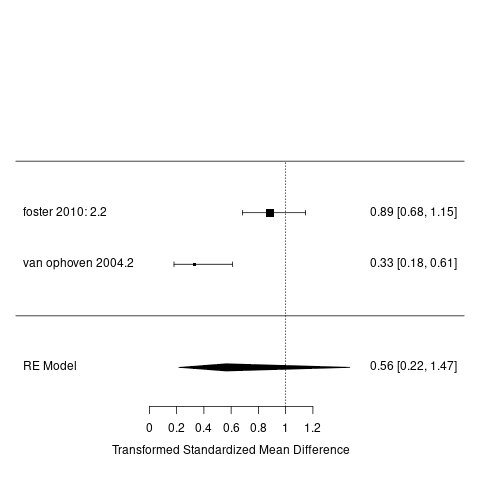 foster 2010: 2.2 0.89 [0.68, 1.15]
van ophoven 2004.2 0.33 [0.18, 0.61]
RE Model 0.56 [0.22, 1.47]
0 0.2 0.4 0.6 0.8 1 1.2
Transformed Standardized Mean Difference